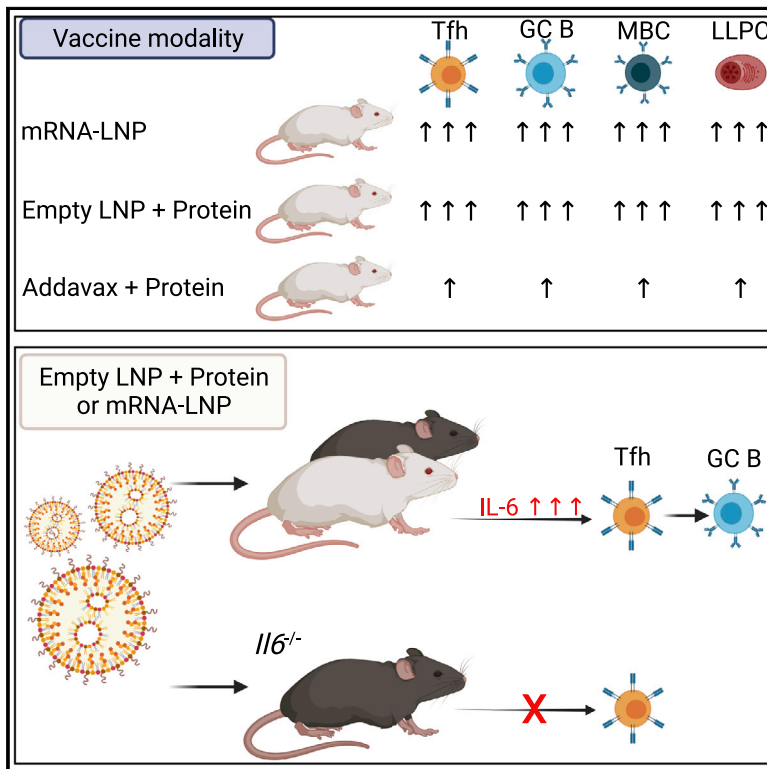 Vaccine modality
Tfh GC B MBC LLPC
mRNA-LNP ↑↑↑ ↑↑↑ ↑↑↑ ↑↑↑
Empty LNP + Protein ↑↑↑ ↑↑↑ ↑↑↑ ↑↑↑
Addavax + Protein ↑ ↑ ↑ ↑
Empty LNP + Protein
or mRNA-LNP
Tfh GC B
IL-6 ↑↑↑
Il6-/-
X